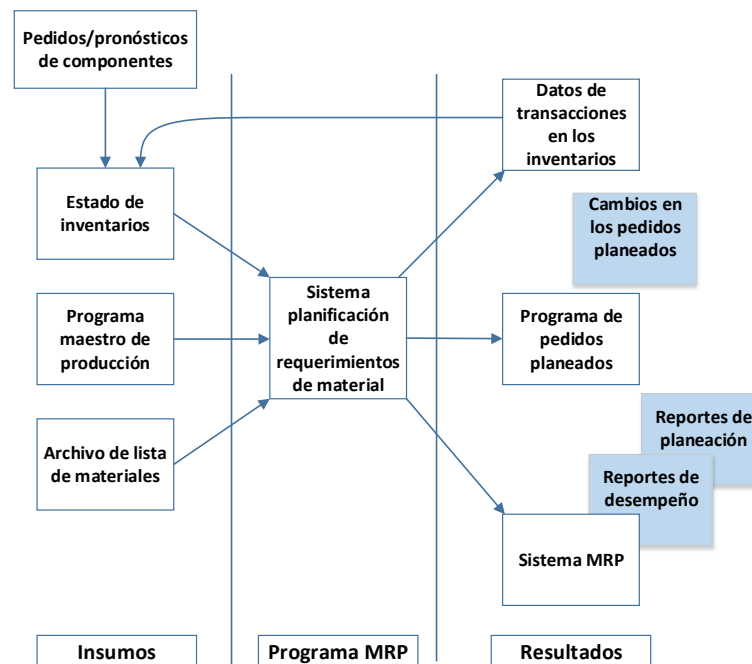 Pedidos/pronósticos
de componentes
Datos de
transacciones
en los
inventarios
Estado de
inventarios
Cambios en
los pedidos
planeados
Sistema
planificación
de
requerimientos
de material
Programa
maestro de
producción
Programa de
pedidos
planeados
Archivo de lista
de materiales
Reportes de
planeación
Reportes de
desempeño
Sistema MRP
Insumos
Programa MRP
Resultados